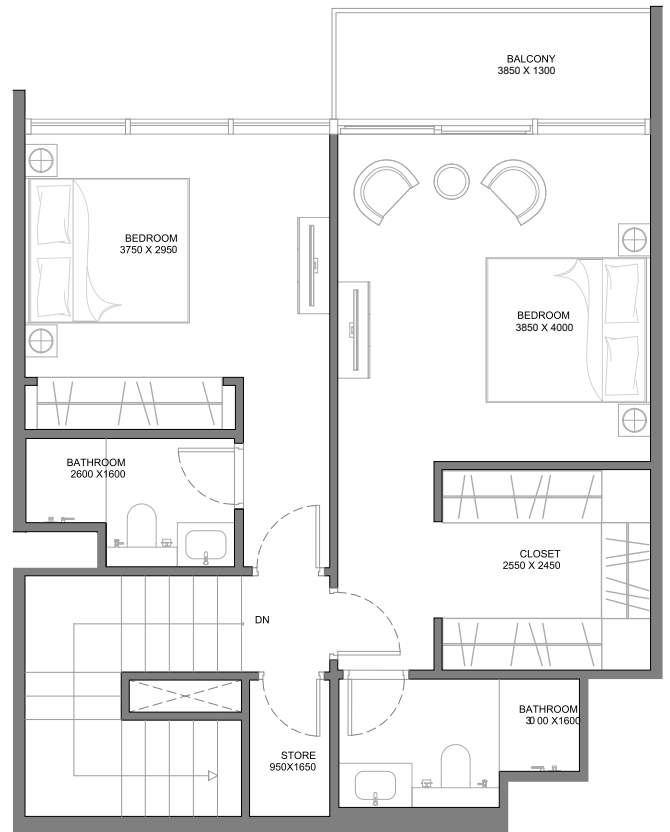 BALCONY
3850 X 1300
BEDROOM
3750 X 2950
BEDROOM
3850 X 4000
BATHROOM
2600 X1600
CLOSET
2550 X 2450
DN
BATHROOM
3000 X1600
STORE
950X1650